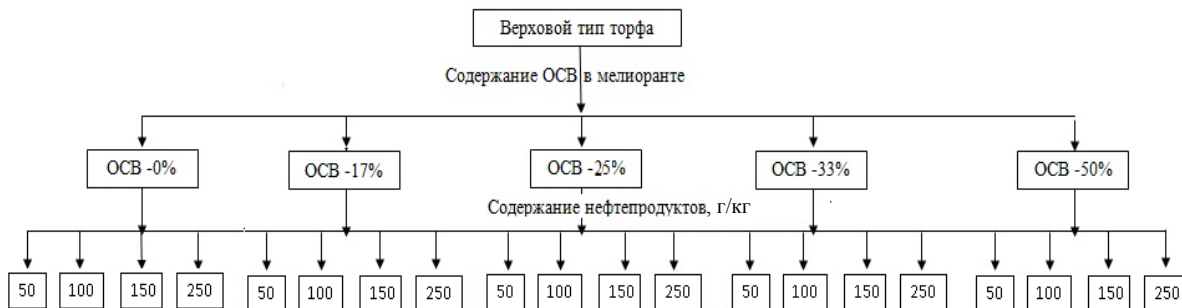 Верховой тип торфа
Содержание ОСВ в мелиоранте
ОСВ -0% ОСВ -17% ОСВ -25% ОСВ -33% ОСВ -50%
Содержание нефтепродуктов, г/кг
50 100 150 250 50 100 150 250 50 100 150 250 50 100 150 250 50 100 150 250